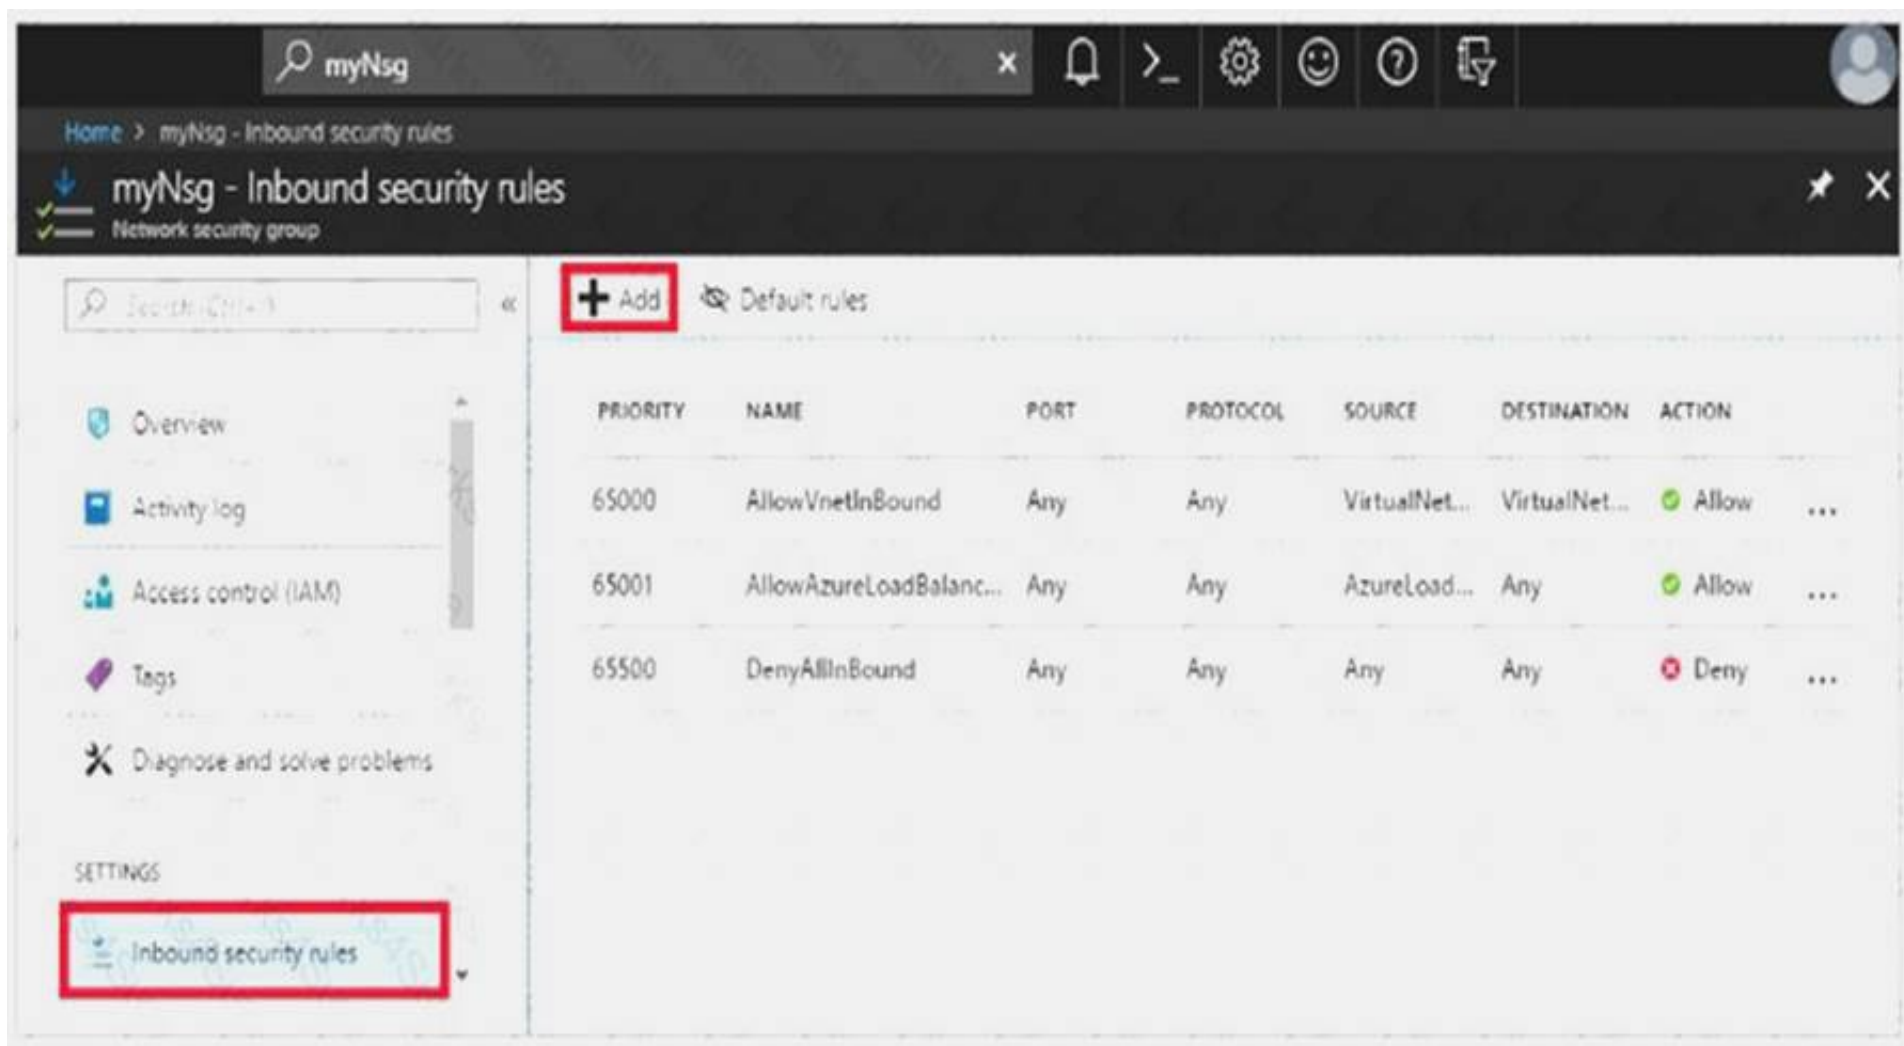 myNsg
Home > myNsg - Inbound security rules
myNsg - Inbound security rules
Network security group
Add Default rules
Overview
Activity log
Access control (IAM)
Tags
Diagnose and solve problems
SETTINGS
Inbound security rules
PRIORITY NAME PORT PROTOCOL SOURCE DESTINATION ACTION
65000 AllowVnetInBound Any Any VirtualNet... VirtualNet... Allow ...
65001 AllowAzureLoadBalanc... Any Any AzureLoad... Any Allow ...
65500 DenyAllInBound Any Any Any Any Deny ...